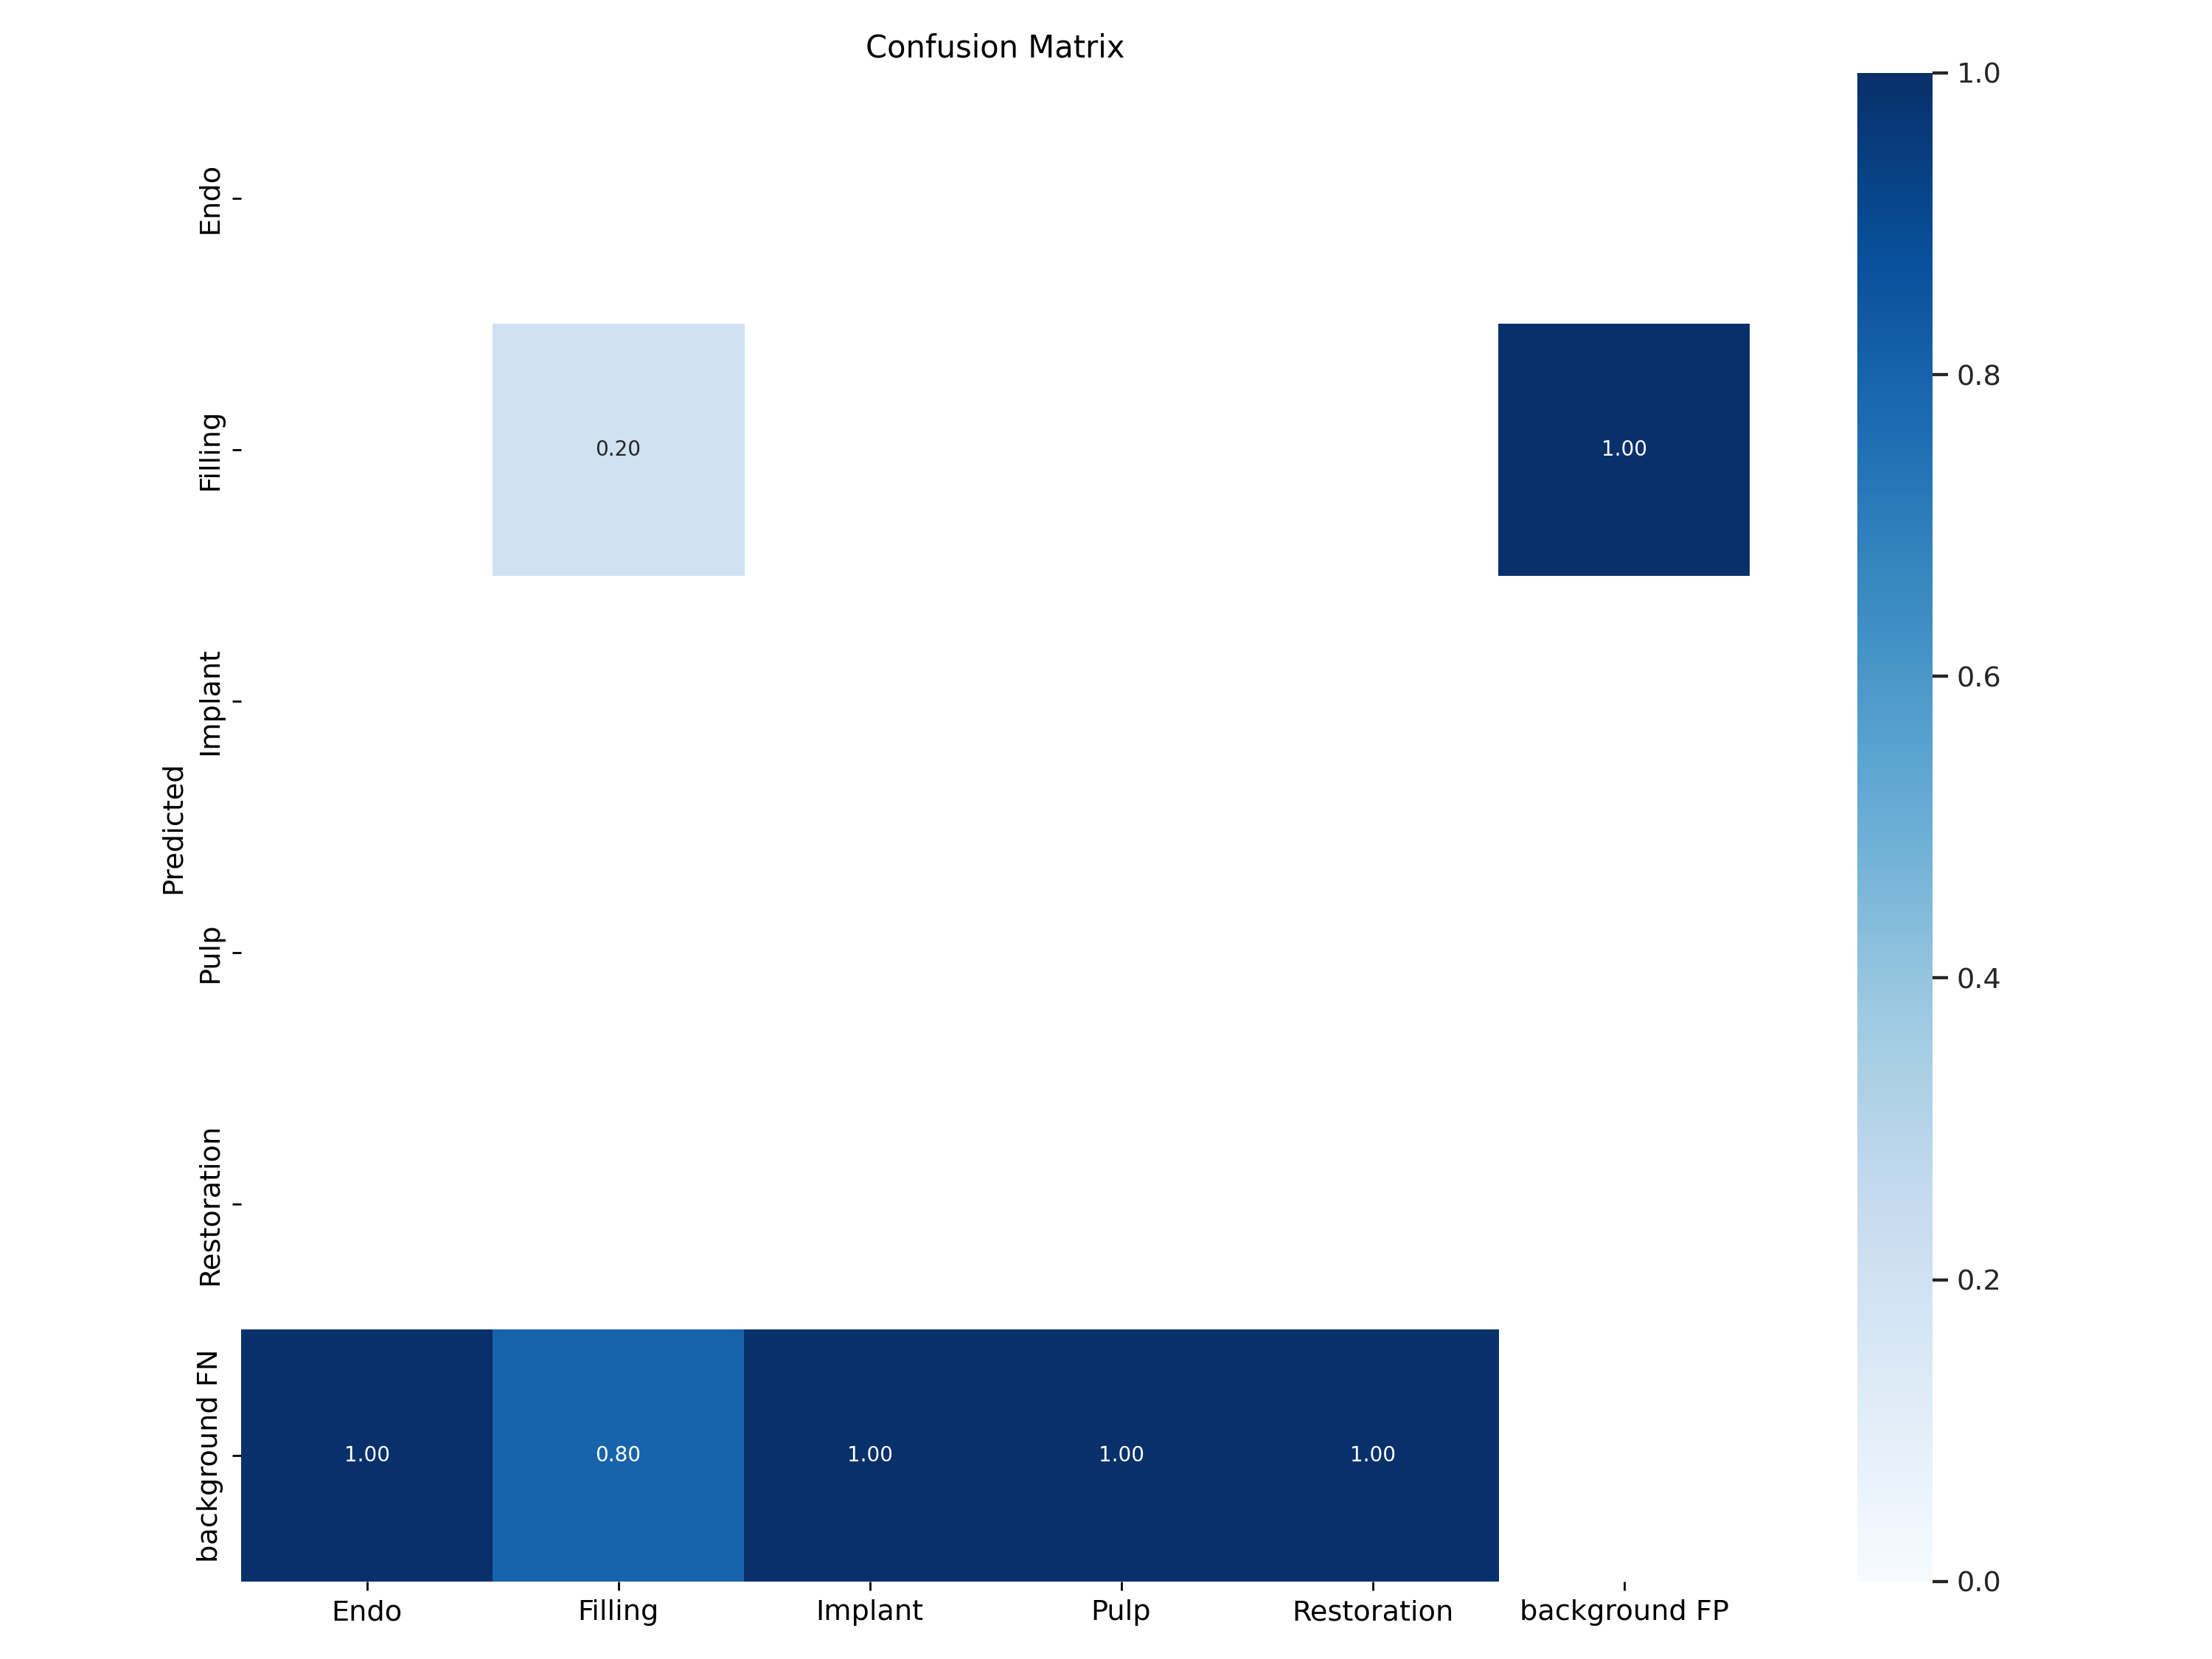 Confusion Matrix
1.0
0.8
0.6
0.4
0.2
0.0
Predicted
Endo
Filling
Implant
Pulp
Restoration
background FN
0.20
1.00
1.00
0.80
1.00
1.00
1.00
Endo
Filling
Implant
Pulp
Restoration
background FP